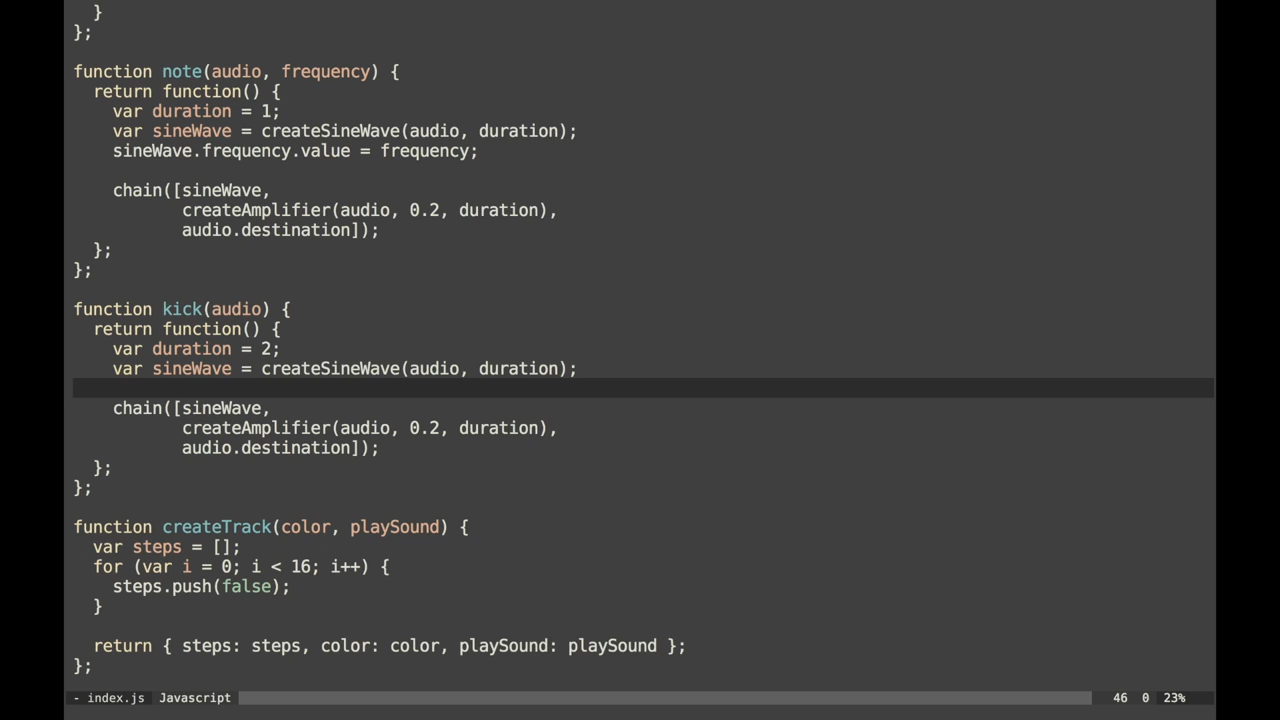 }
};

function note(audio, frequency) {
  return function() {
    var duration = 1;
    var sineWave = createSineWave(audio, duration);
    sineWave.frequency.value = frequency;

    chain([sineWave,
           createAmplifier(audio, 0.2, duration),
           audio.destination]);
  };
};

function kick(audio) {
  return function() {
    var duration = 2;
    var sineWave = createSineWave(audio, duration);

    chain([sineWave,
           createAmplifier(audio, 0.2, duration),
           audio.destination]);
  };
};

function createTrack(color, playSound) {
  var steps = [];
  for (var i = 0; i < 16; i++) {
    steps.push(false);
  }

  return { steps: steps, color: color, playSound: playSound };
};
- index.js Javascript 46 0 23%